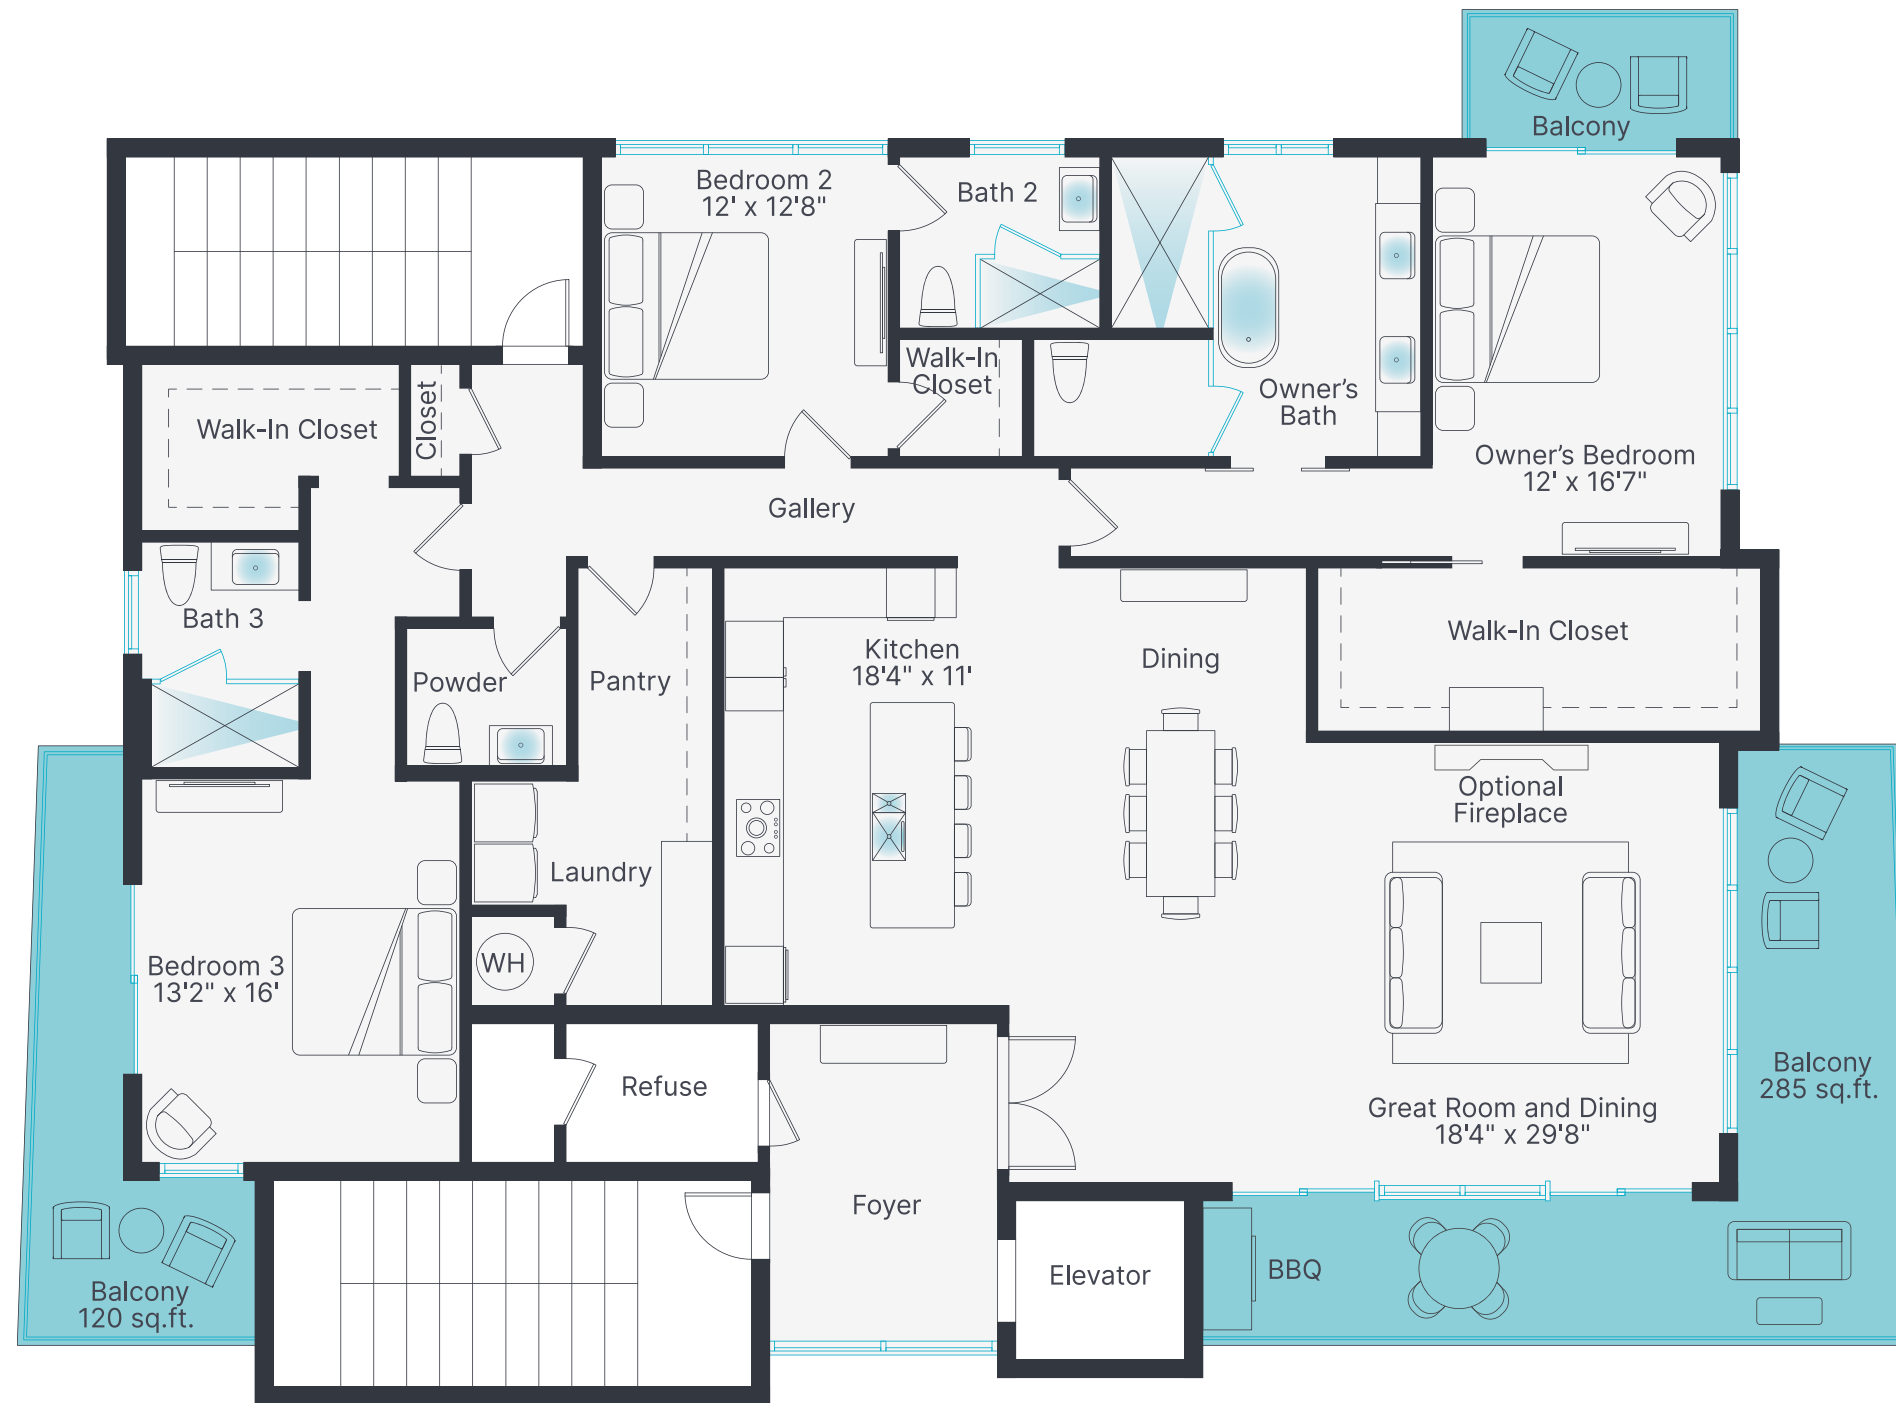 Balcony
Bedroom 2
12' x 12'8"
Bath 2
Walk-In
Closet
Owner's
Bath
Owner's Bedroom
12' x 16'7"
Walk-In Closet
Closet
Gallery
Bath 3
Powder
Pantry
Kitchen
18'4" x 11'
Dining
Walk-In Closet
Optional
Fireplace
Laundry
WH
Bedroom 3
13'2" x 16'
Refuse
Great Room and Dining
18'4" x 29'8"
Balcony
285 sq.ft.
Foyer
Elevator
BBQ
Balcony
120 sq.ft.